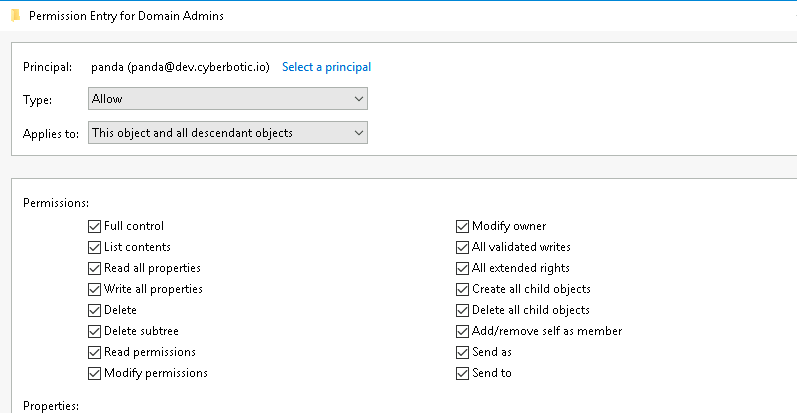 Permission Entry for Domain Admins
Principal: panda (panda@dev.cyberbotic.io) Select a principal
Type: Allow
Applies to: This object and all descendant objects
Permissions:
Full control Modify owner
List contents All validated writes
Read all properties All extended rights
Write all properties Create all child objects
Delete Delete all child objects
Delete subtree Add/remove self as member
Read permissions Send as
Modify permissions Send to
Properties: